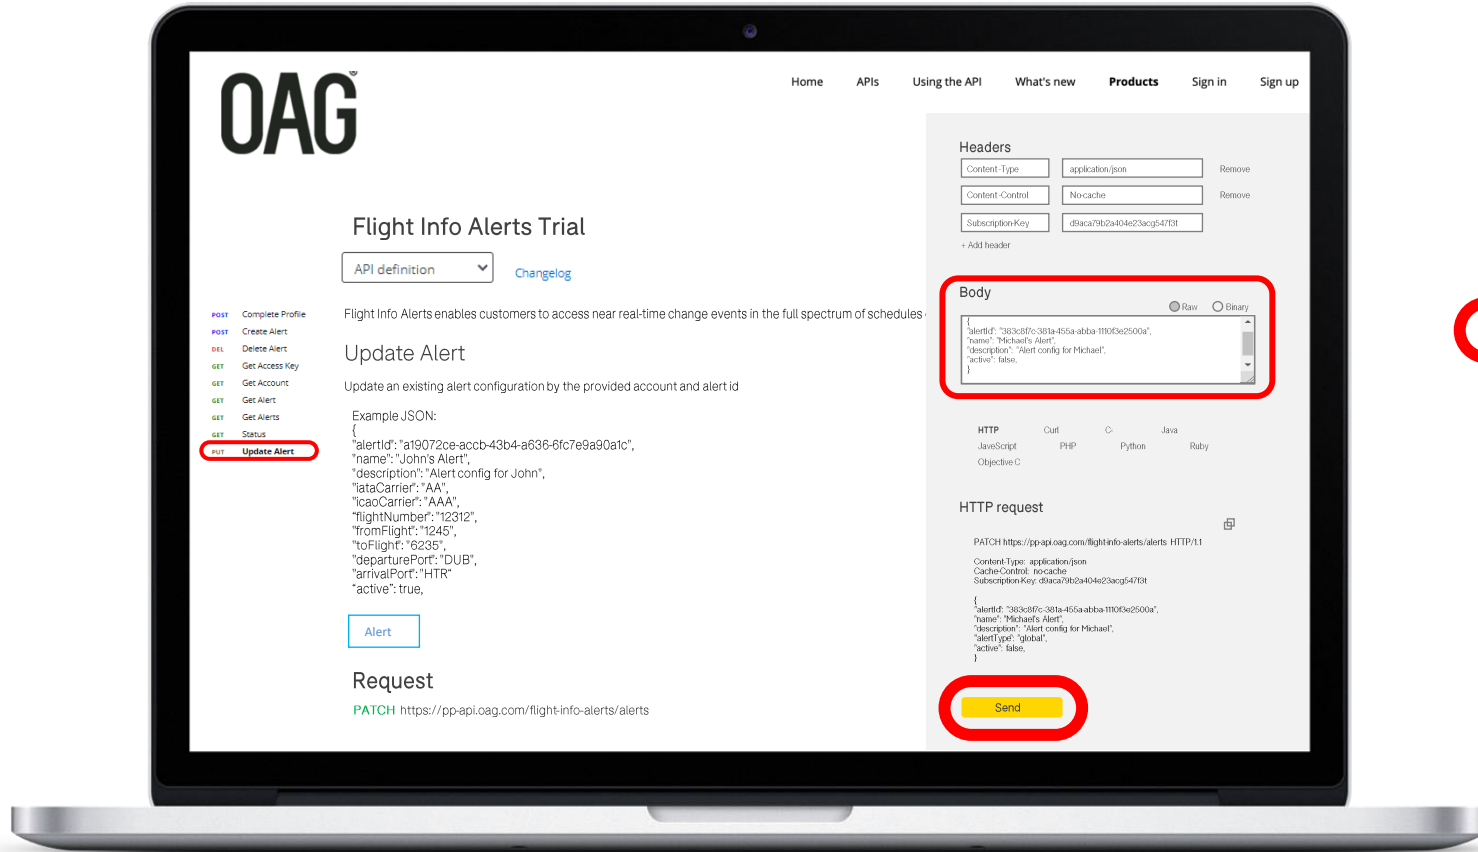 OAG®
Home APIs Using the API What's new Products Sign in Sign up
Flight Info Alerts Trial
API definition
Changelog
POST Complete Profile
POST Create Alert
DEL Delete Alert
GET Get Access Key
GET Get Account
GET Get Alert
GET Get Alerts
GET Status
PUT Update Alert
Flight Info Alerts enables customers to access near real-time change events in the full spectrum of schedules
Update Alert
Update an existing alert configuration by the provided account and alert id
Example JSON:
{
"alertId": "a19072ce-accb-43b4-a636-6fc7e9a90a1c",
"name": "John's Alert",
"description": "Alert config for John",
"iataCarrier": "AA",
"icaoCarrier": "AAA",
"flightNumber": "12312",
"fromFlight": "1245",
"toFlight": "6235",
"departurePort": "DUB",
"arrivalPort": "HTR"
"active": true,
Alert
Request
PATCH https://pp-api.oag.com/flight-info-alerts/alerts
Headers
Content-Type application/json Remove
Content-Control No-cache Remove
Subscription-Key d9aca79b2a404e23acg547f3t
+ Add header
Body
Raw Binary
{
"alertId": "383c8f7c-381a-455a-abba-1110f3e2500a",
"name": "Michael's Alert",
"description": "Alert config for Michael",
"active": false,
}
HTTP Curl C- Java
JaveScript PHP Python Ruby
Objective C
HTTP request
PATCH https://pp-api.oag.com/flight-info-alerts/alerts HTTP/1.1
Content-Type: application/json
Cache-Control: no-cache
Subscription-Key: d9aca79b2a404e23acg547f3t
{
"alertId": "383c8f7c-381a-455a-abba-1110f3e2500a",
"name": "Michael's Alert",
"description": "Alert config for Michael",
"alertType": "global",
"active": false,
}
Send